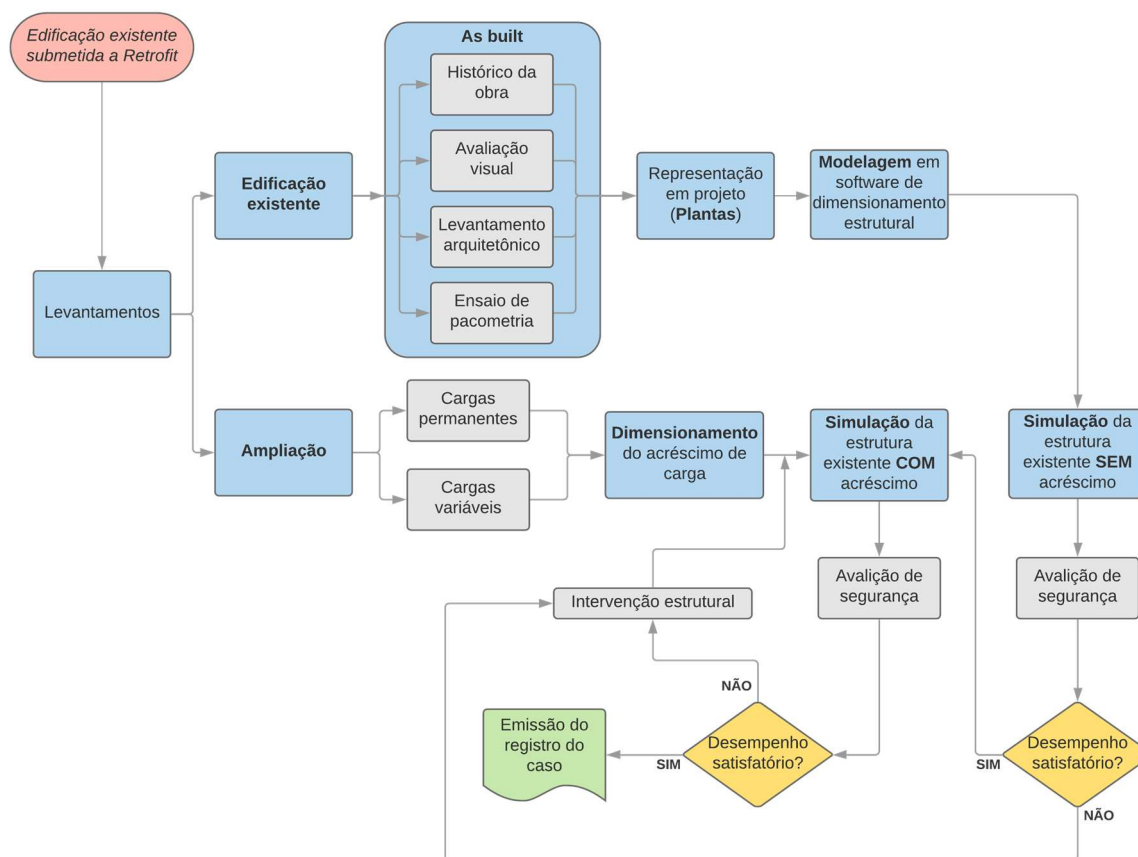 Edificação existente
submetida a Retrofit
As built
Histórico da
obra
Avaliação
visual
Levantamento
arquitetônico
Ensaio de
pacometria
Edificação
existente
Representação
em projeto
(Plantas)
Modelagem em
software de
dimensionamento
estrutural
Levantamentos
Ampliação
Cargas
permanentes
Cargas
variáveis
Dimensionamento
do acréscimo de
carga
Simulação da
estrutura
existente COM
acréscimo
Simulação da
estrutura
existente SEM
acréscimo
Intervenção estrutural
Avalição de
segurança
Avalição de
segurança
NÃO
Emissão do
registro do
caso
SIM
Desempenho
satisfatório?
SIM
Desempenho
satisfatório?
NÃO